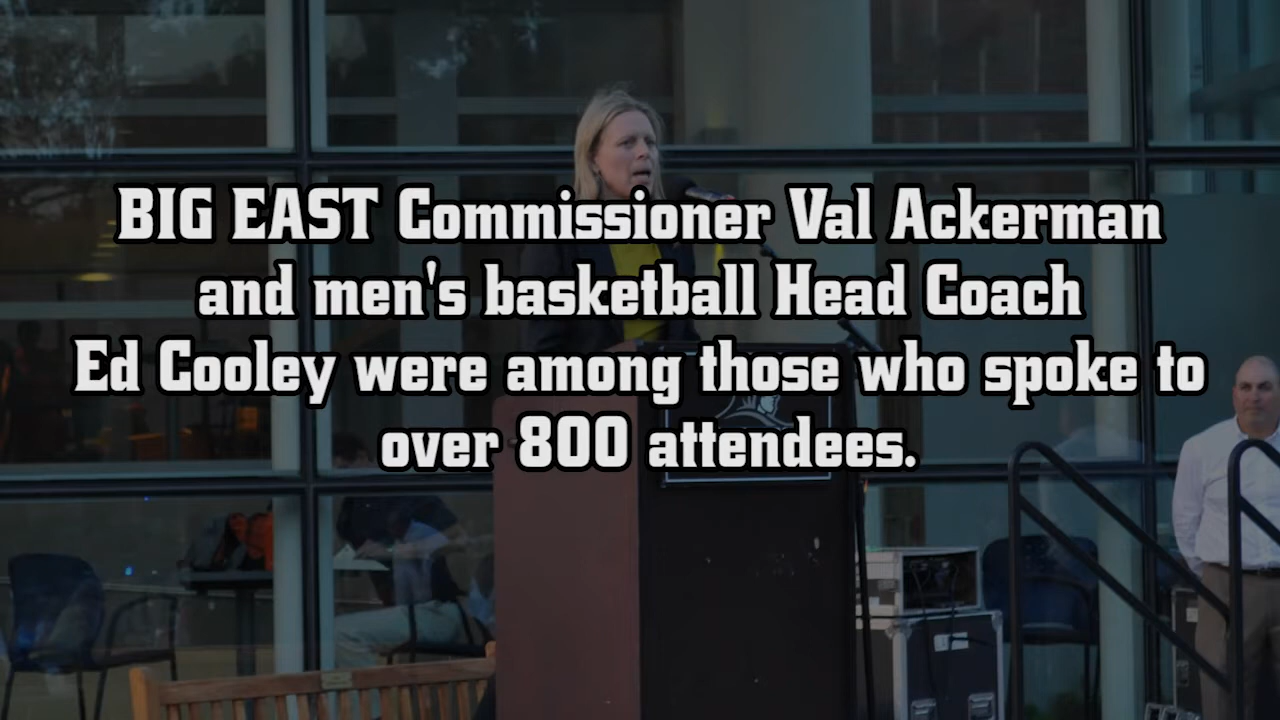 BIG EAST Commissioner Val Ackerman
and men's basketball Head Coach
Ed Cooley were among those who spoke to
over 800 attendees.